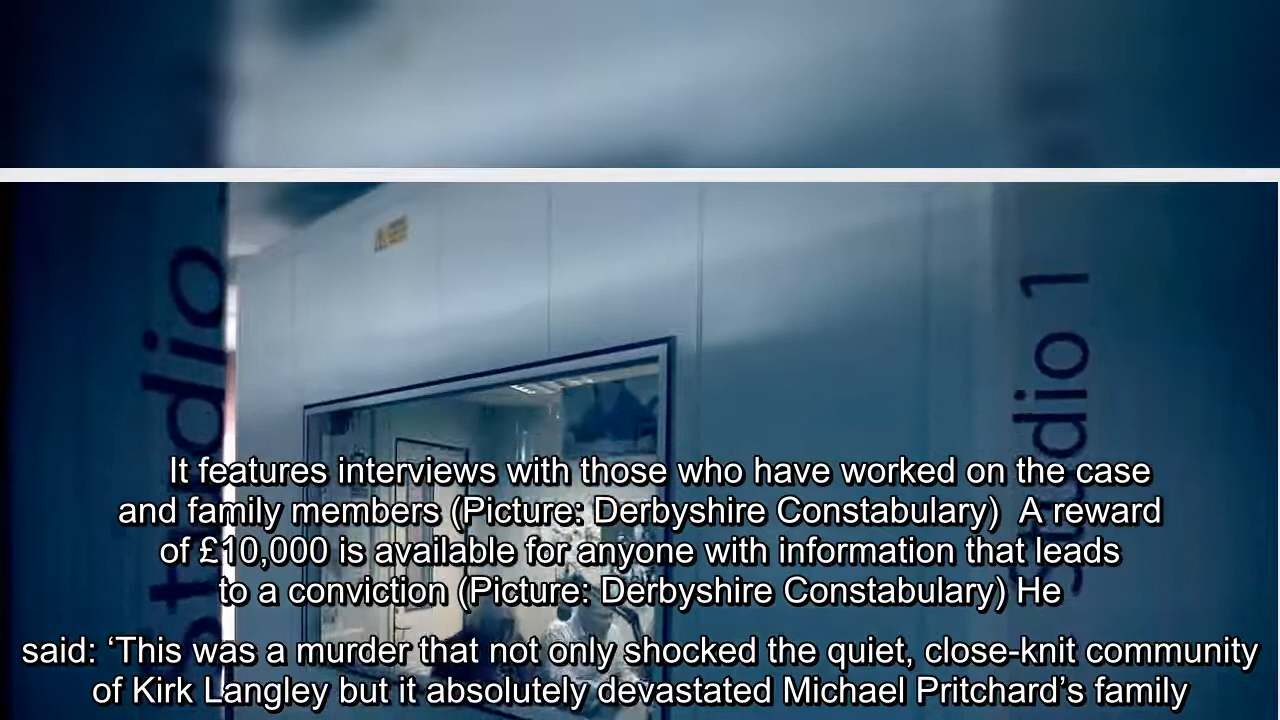 Studio 1
It features interviews with those who have worked on the case
and family members (Picture: Derbyshire Constabulary)  A reward
of £10,000 is available for anyone with information that leads
to a conviction (Picture: Derbyshire Constabulary) He
said: ‘This was a murder that not only shocked the quiet, close-knit community
of Kirk Langley but it absolutely devastated Michael Pritchard’s family